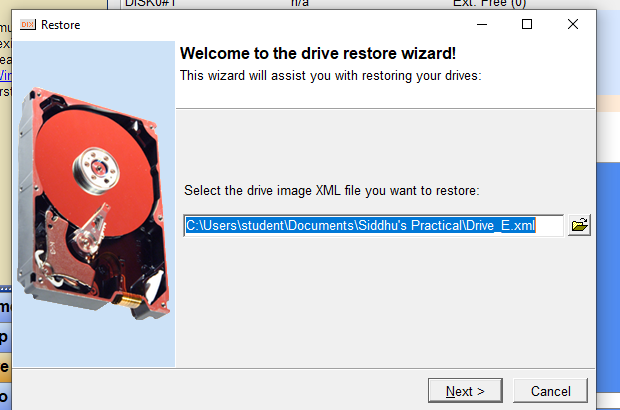 DISK0#1 n/a Ext. Free (0)
DIX Restore
Welcome to the drive restore wizard!
This wizard will assist you with restoring your drives:
Select the drive image XML file you want to restore:
C:\Users\student\Documents\Siddhu's Practical\Drive_E.xml
Next >
Cancel